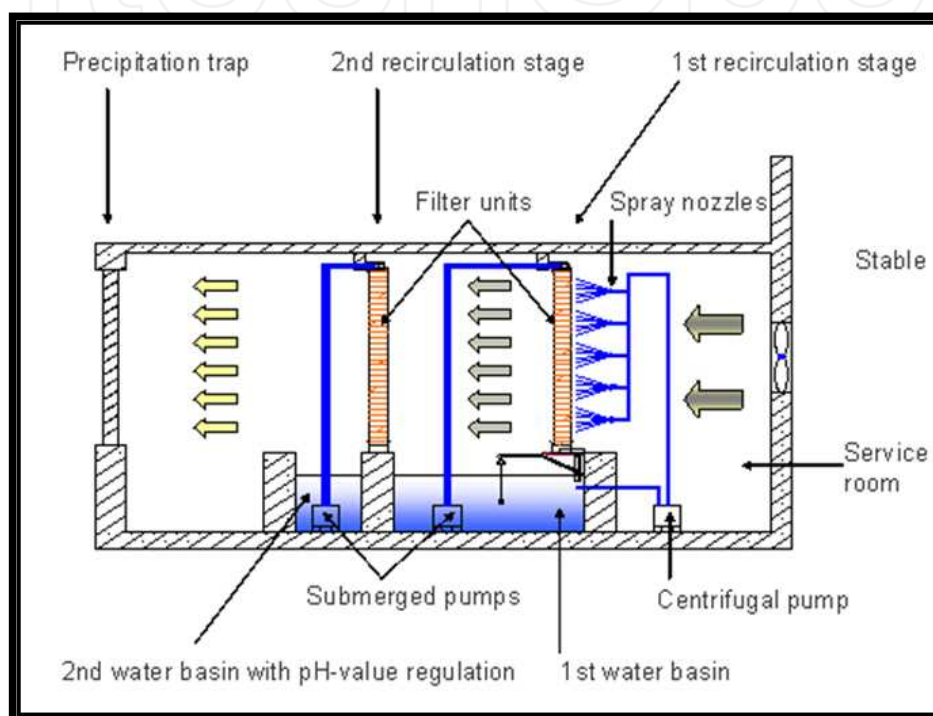 Precipitation trap
2nd recirculation stage
1st recirculation stage
Filter units
Spray nozzles
Stable
Service
room
Submerged pumps
Centrifugal pump
2nd water basin with pH-value regulation
1st water basin